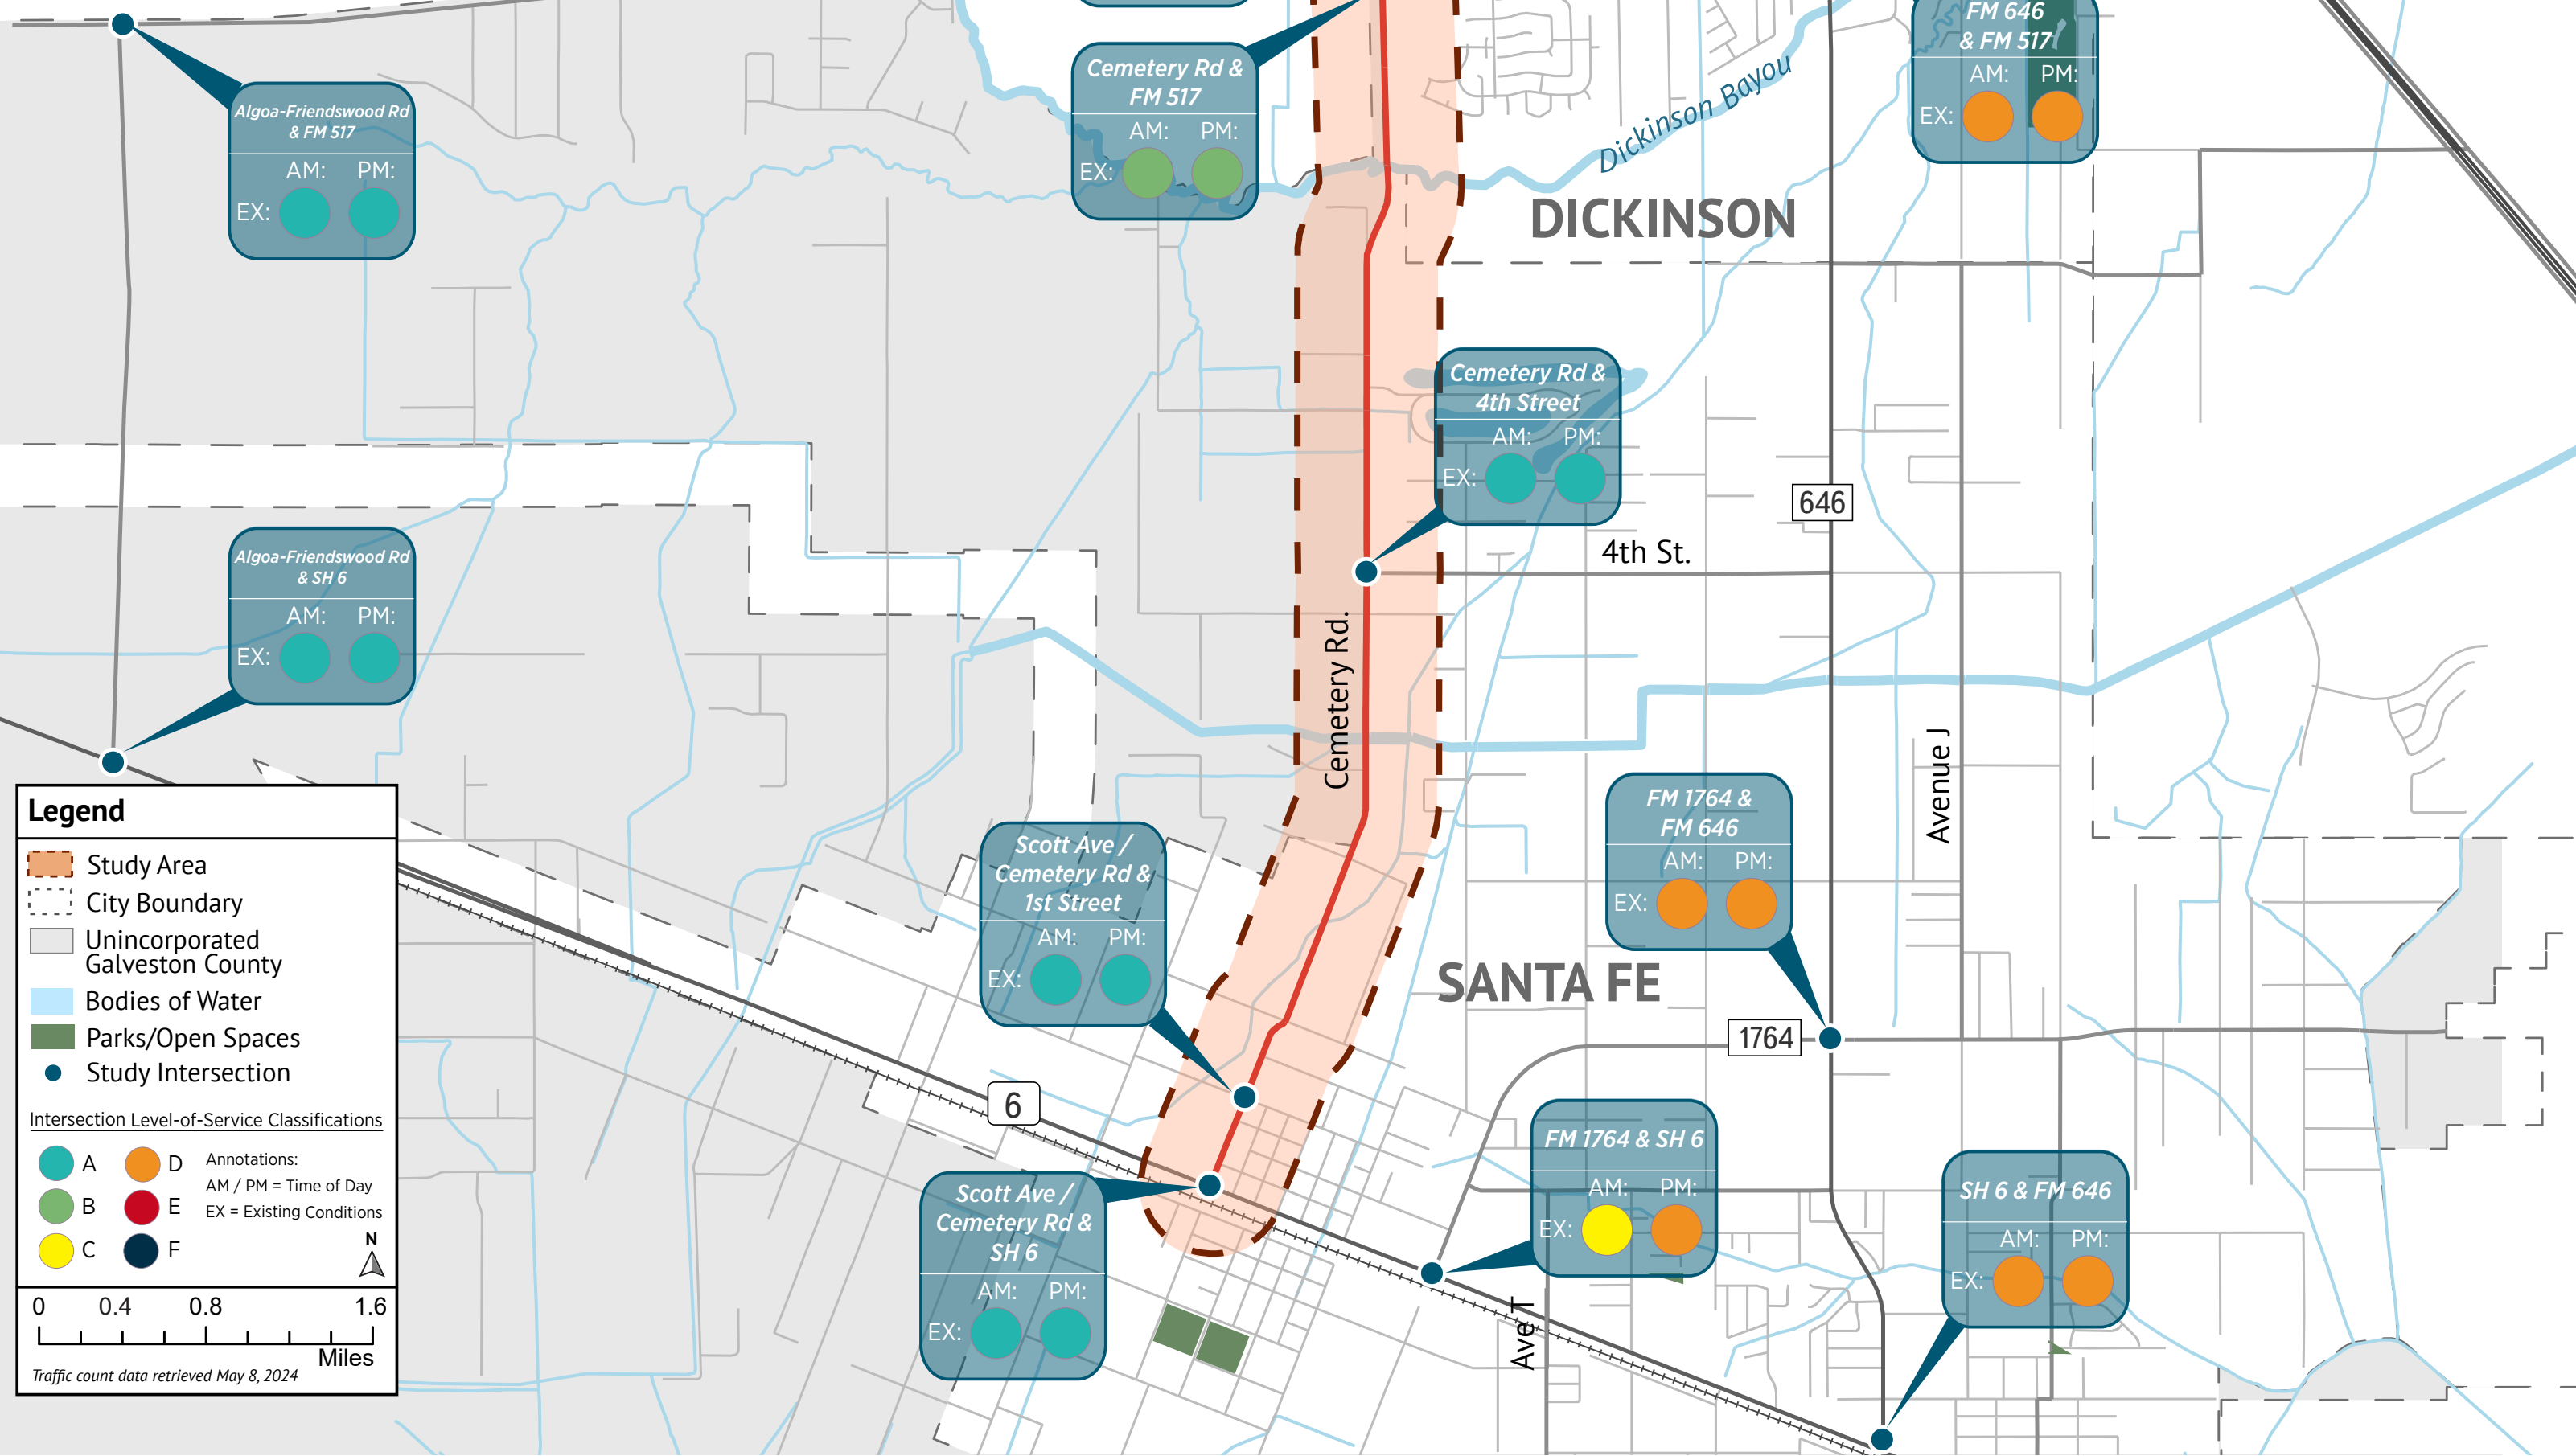 Algoa-Friendswood Rd
& FM 517
AM: PM:
EX:
Cemetery Rd &
FM 517
AM: PM:
EX:
Dickinson Bayou
FM 646
& FM 517
AM: PM:
EX:
DICKINSON
Cemetery Rd &
4th Street
AM: PM:
EX:
646
4th St.
Algoa-Friendswood Rd
& SH 6
AM: PM:
EX:
Cemetery Rd.
Avenue J
FM 1764 &
FM 646
AM: PM:
EX:
Scott Ave /
Cemetery Rd &
1st Street
AM: PM:
EX:
SANTA FE
1764
6
FM 1764 & SH 6
AM: PM:
EX:
SH 6 & FM 646
AM: PM:
EX:
Scott Ave /
Cemetery Rd &
SH 6
AM: PM:
EX:
Ave T
Legend
Study Area
City Boundary
Unincorporated
Galveston County
Bodies of Water
Parks/Open Spaces
Study Intersection
Intersection Level-of-Service Classifications
A D
B E
C F
Annotations:
AM / PM = Time of Day
EX = Existing Conditions
N
0 0.4 0.8 1.6
Miles
Traffic count data retrieved May 8, 2024